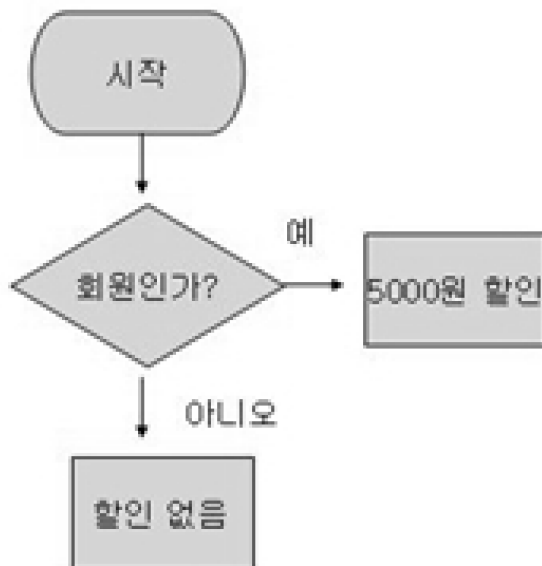 시작
예
회원인가?
5000원 할인
아니오
할인 없음